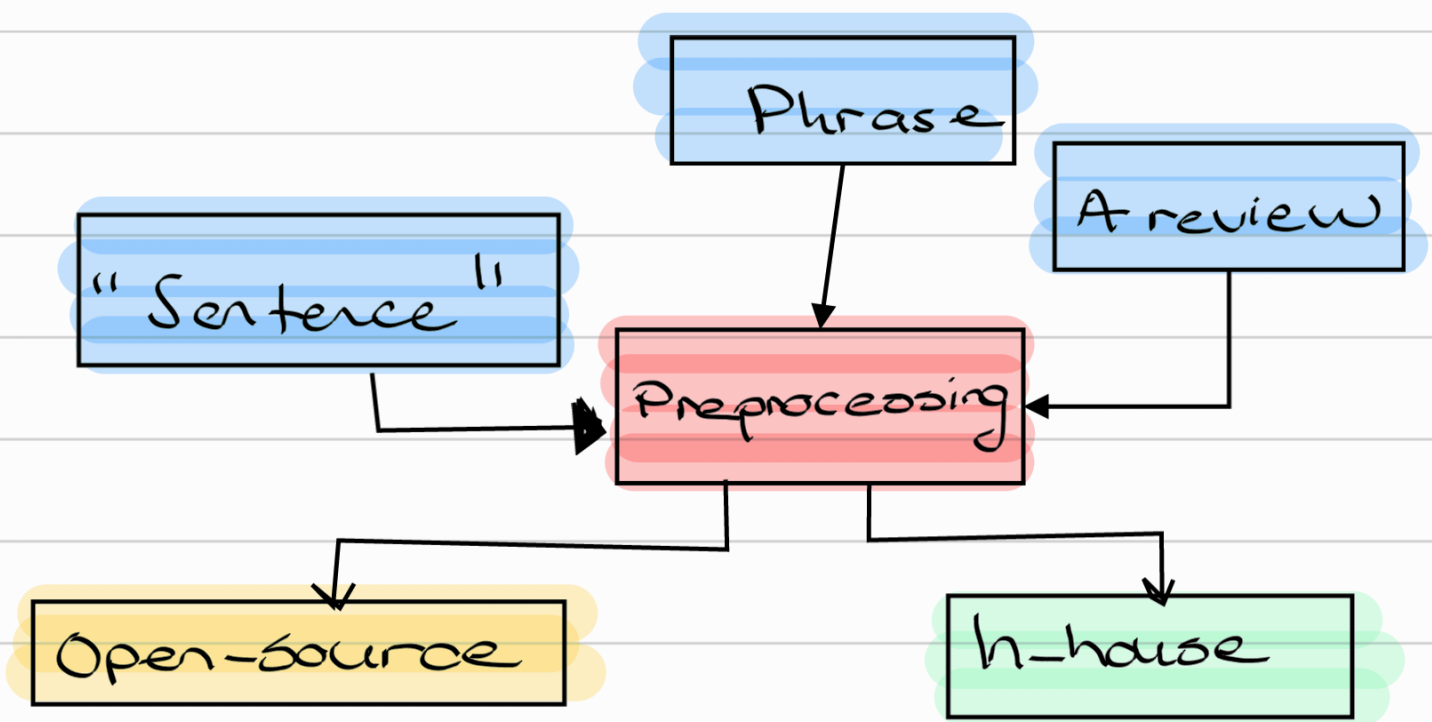 Phrase
A review
"Sentence"
Preprocessing
Open-source
In-house